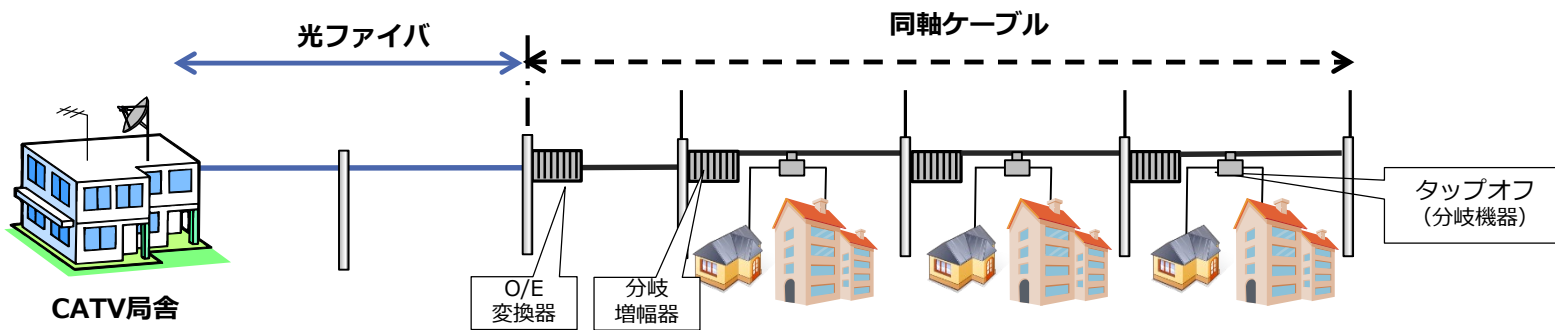 光ファイバ
同軸ケーブル
CATV局舎
O/E
変換器
分岐
増幅器
タップオフ
（分岐機器）